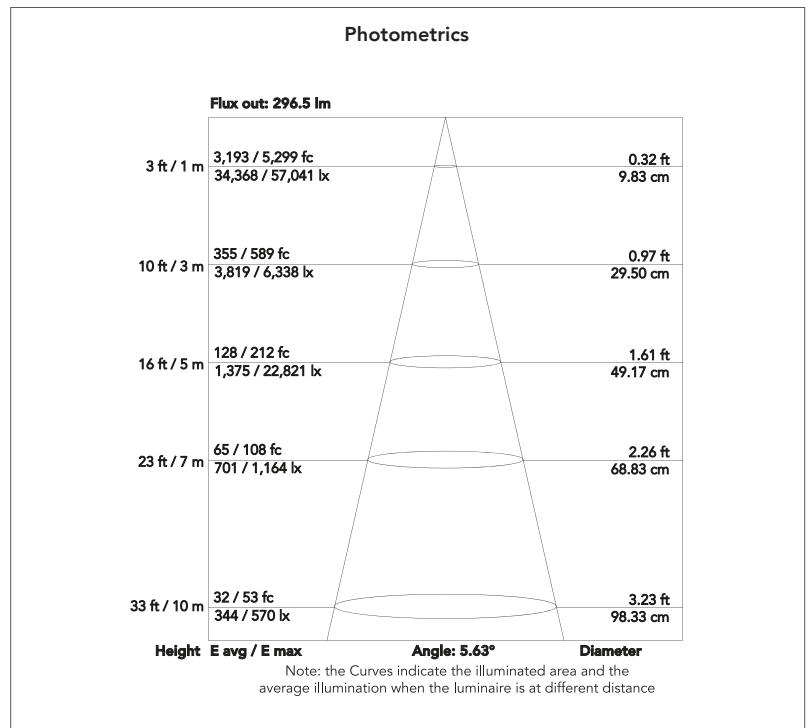 Photometrics
Flux out: 296.5 lm
3 ft / 1 m
3,193 / 5,299 fc
34,368 / 57,041 lx
0.32 ft
9.83 cm
10 ft / 3 m
355 / 589 fc
3,819 / 6,338 lx
0.97 ft
29.50 cm
16 ft / 5 m
128 / 212 fc
1,375 / 22,821 lx
1.61 ft
49.17 cm
23 ft / 7 m
65 / 108 fc
701 / 1,164 lx
2.26 ft
68.83 cm
33 ft / 10 m
32 / 53 fc
344 / 570 lx
3.23 ft
98.33 cm
Height E avg / E max Angle: 5.63° Diameter
Note: the Curves indicate the illuminated area and the
average illumination when the luminaire is at different distance